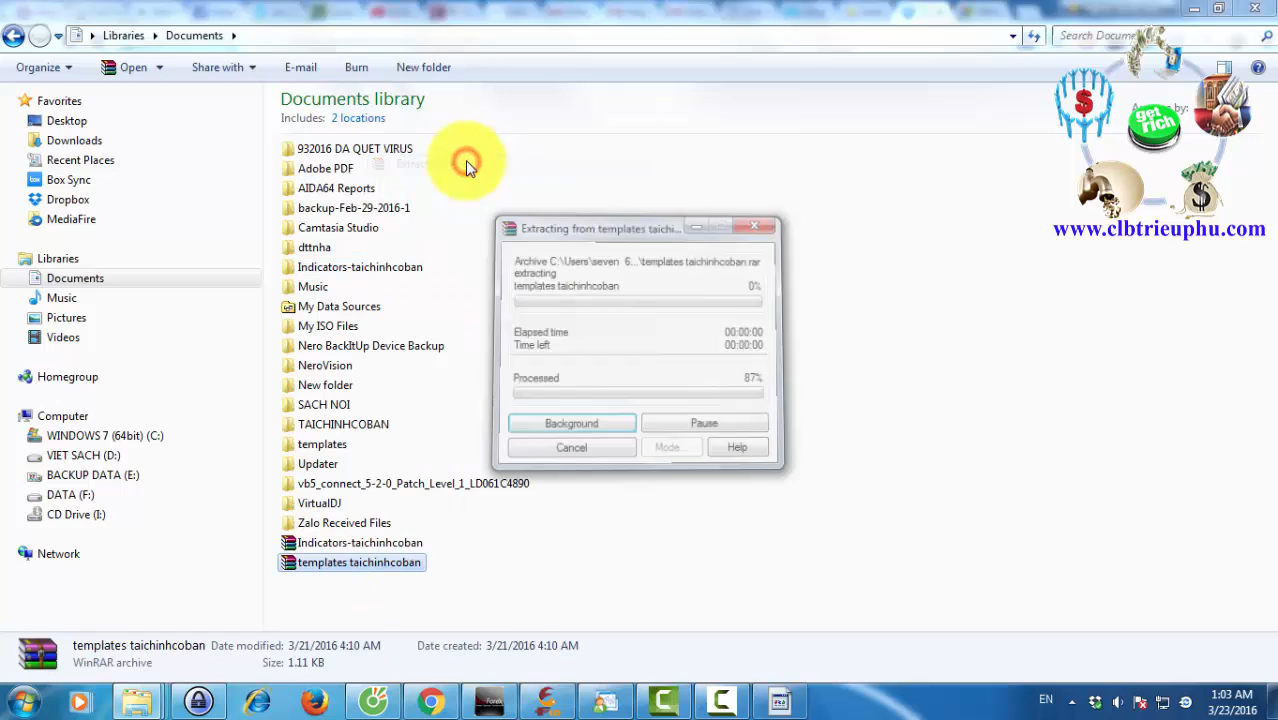 Libraries
Documents
Search Docume
Organize
Open
Share with
E-mail
Burn
New folder
Favorites
Desktop
Downloads
Recent Places
Box Sync
Dropbox
MediaFire
Libraries
Documents
Music
Pictures
Videos
Homegroup
Computer
WINDOWS 7 (64bit) (C:)
VIET SACH (D:)
BACKUP DATA (E:)
DATA (F:)
CD Drive (I:)
Network
Documents library
Includes: 2 locations
by:
932016 DA QUET VIRUS
Adobe PDF
AIDA64 Reports
backup-Feb-29-2016-1
Camtasia Studio
dttnha
Indicators-taichinhcoban
Music
My Data Sources
My ISO Files
Nero BackItUp Device Backup
NeroVision
New folder
SACH NOI
TAICHINHCOBAN
templates
Updater
vb5_connect_5-2-0_Patch_Level_1_LD061C4890
VirtualDJ
Zalo Received Files
Indicators-taichinhcoban
templates taichinhcoban
Extracting from templates taichi...
Archive C:\Users\seven 6...\templates taichinhcoban.rar
extracting
templates taichinhcoban 0%
Elapsed time 00:00:00
Time left 00:00:00
Processed 87%
Background
Pause
Cancel
Mode...
Help
$
get
rich
$
www.clbtrieuphu.com
templates taichinhcoban Date modified: 3/21/2016 4:10 AM Date created: 3/21/2016 4:10 AM
WinRAR archive Size: 1.11 KB
EN
1:03 AM
3/23/2016